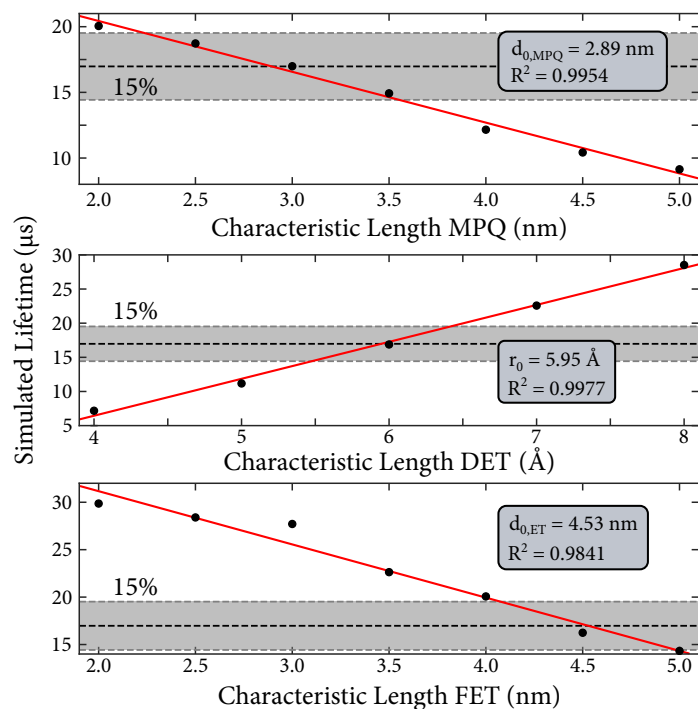 Simulated Lifetime (μs)
20
15
10
15%
d0,MPQ = 2.89 nm
R² = 0.9954
2.0 2.5 3.0 3.5 4.0 4.5 5.0
Characteristic Length MPQ (nm)
30
25
20
15
10
5
15%
r0 = 5.95 Å
R² = 0.9977
4 5 6 7 8
Characteristic Length DET (Å)
30
25
20
15
15%
d0,ET = 4.53 nm
R² = 0.9841
2.0 2.5 3.0 3.5 4.0 4.5 5.0
Characteristic Length FET (nm)